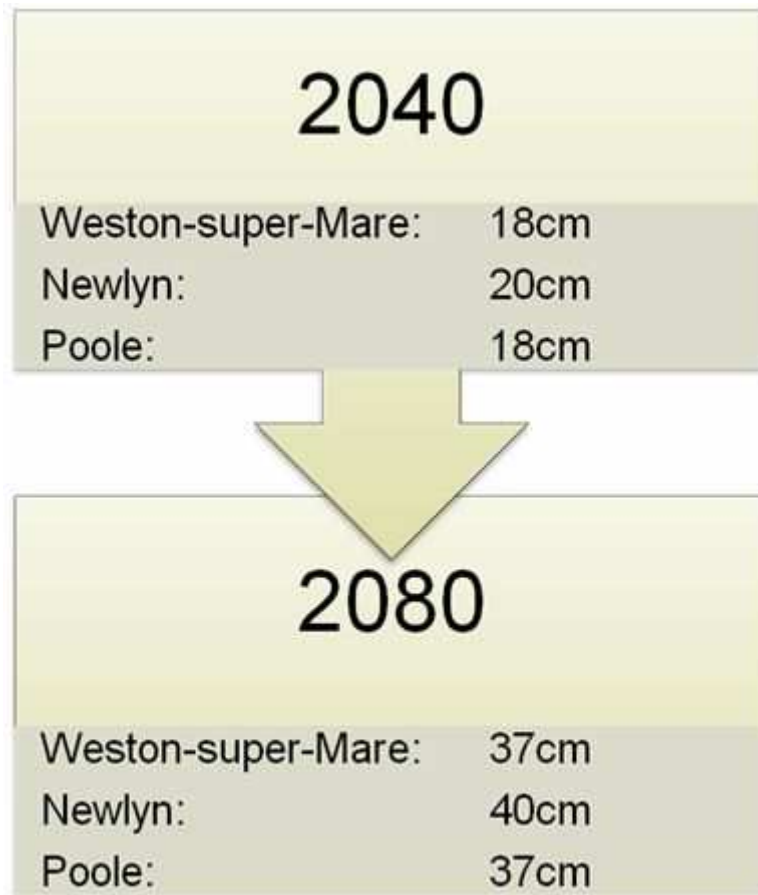 2040
Weston-super-Mare: 18cm
Newlyn: 20cm
Poole: 18cm
2080
Weston-super-Mare: 37cm
Newlyn: 40cm
Poole: 37cm